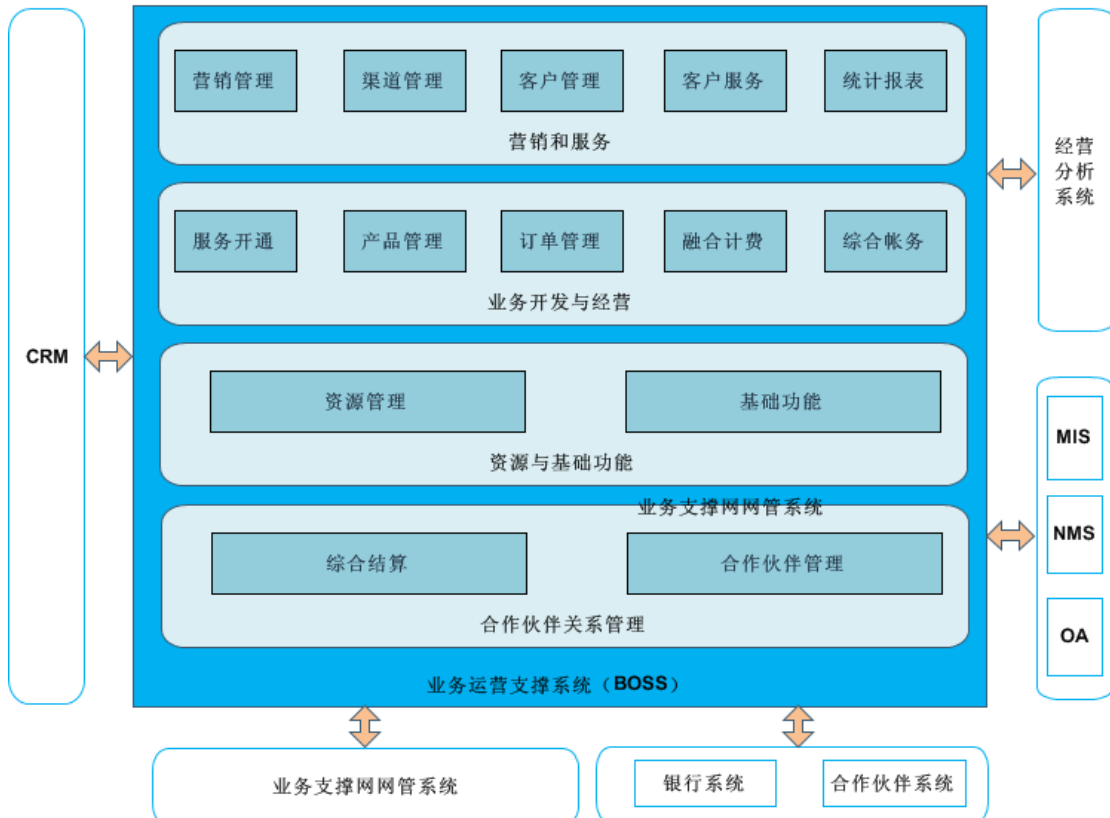 营销管理
渠道管理
客户管理
客户服务
统计报表
营销和服务
服务开通
产品管理
订单管理
融合计费
综合帐务
业务开发与经营
CRM
资源管理
基础功能
资源与基础功能
业务支撑网网管系统
综合结算
合作伙伴管理
合作伙伴关系管理
业务运营支撑系统（BOSS）
经营
分析
系统
MIS
NMS
OA
业务支撑网网管系统
银行系统
合作伙伴系统